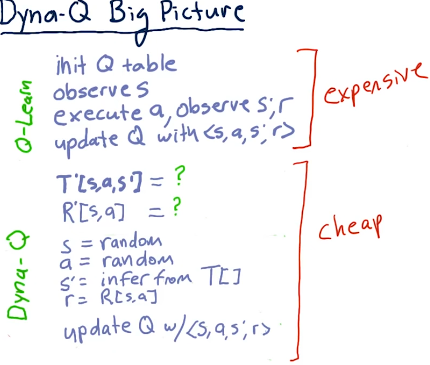 Dyna-Q Big Picture
Q-Learn
init Q table
observe s
execute a, observe s', r
update Q with <s, a, s', r>
expensive
Dyna-Q
T'[s,a,s'] = ?
R'[s,a] = ?
s = random
a = random
s' = infer from T[]
r = R[s,a]
update Q w/ <s, a, s', r>
cheap